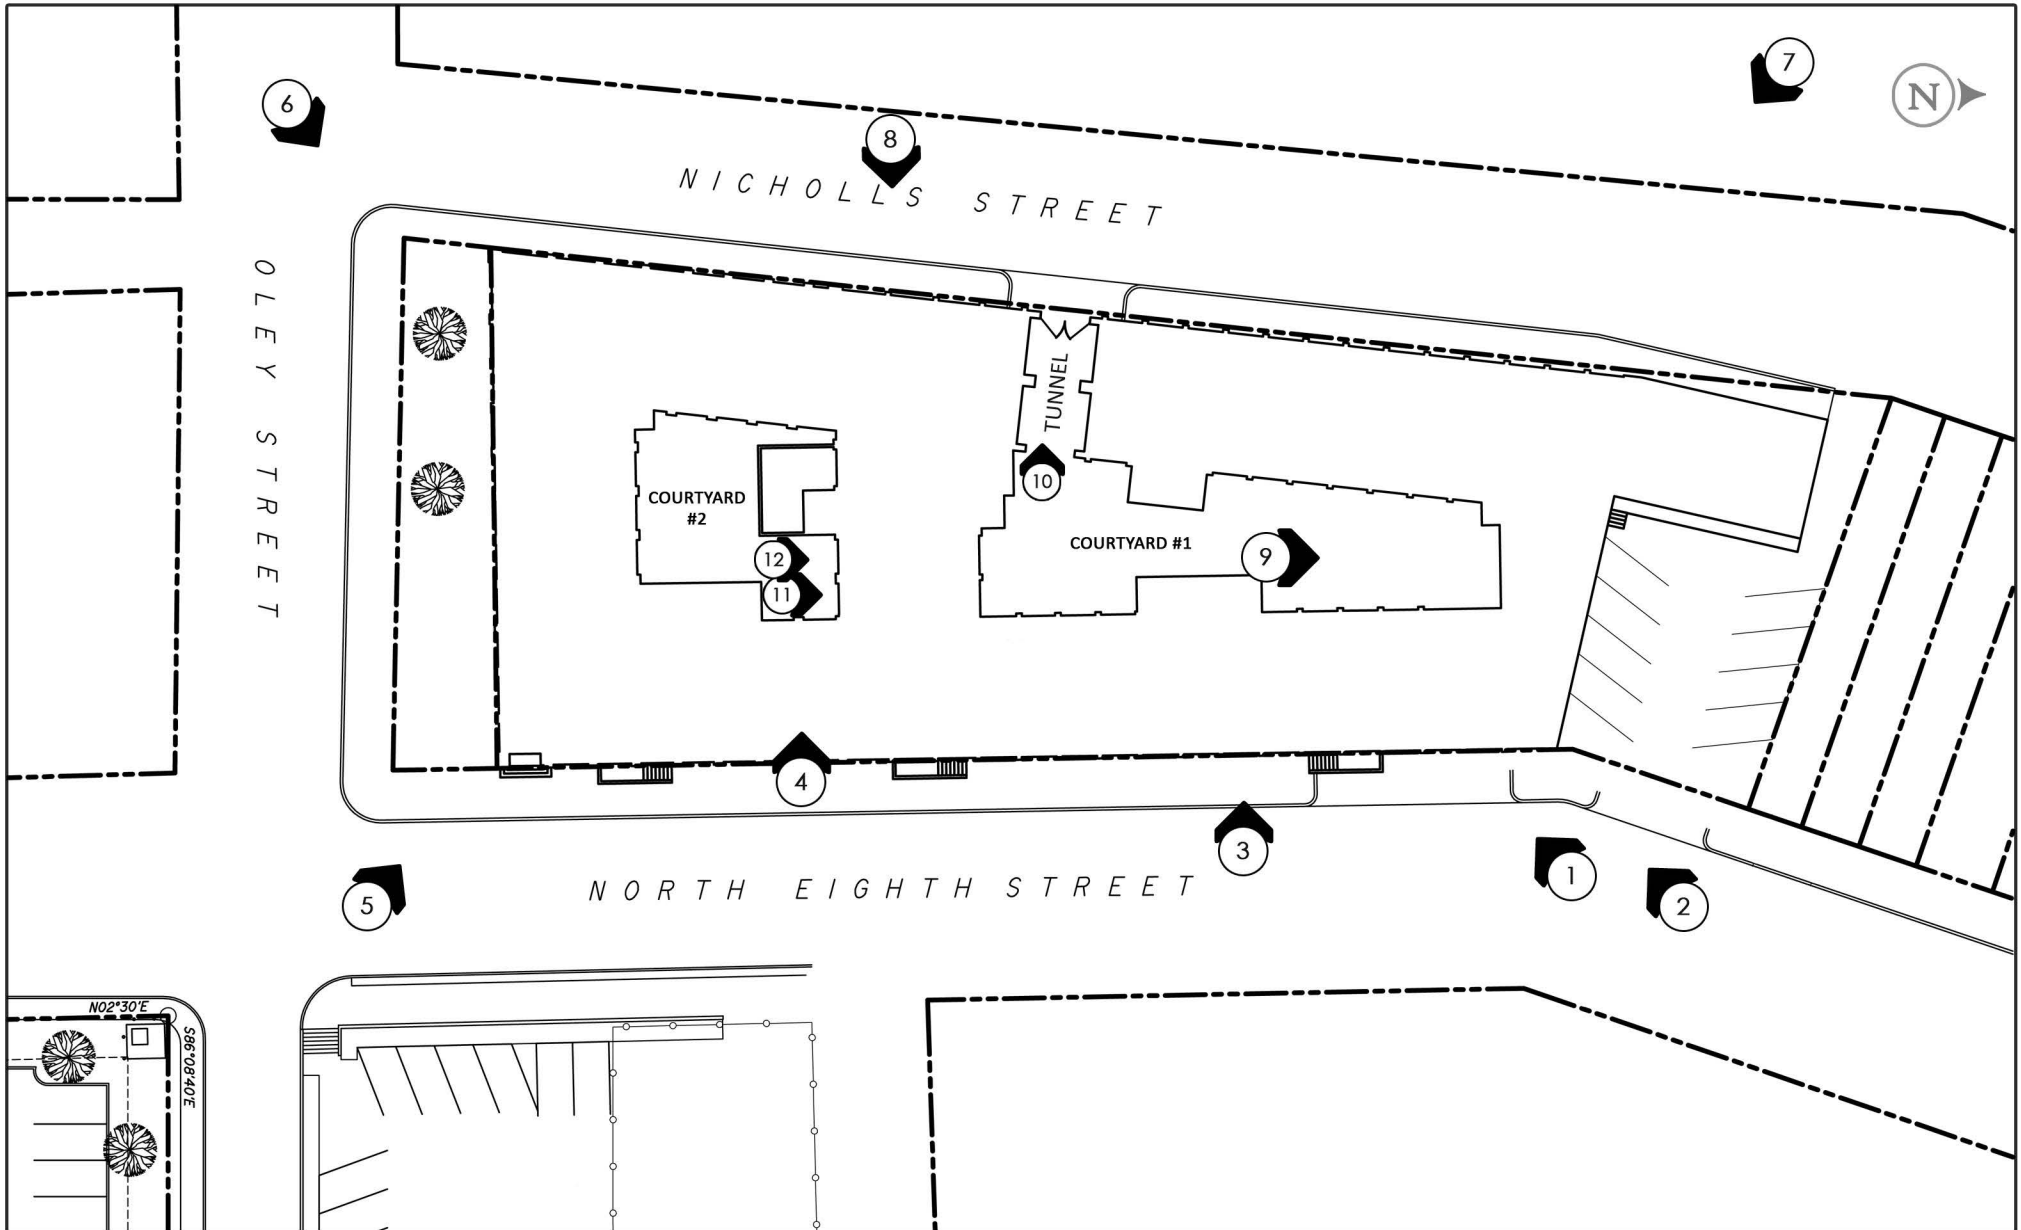 6
7
N
8
NICHOLLS STREET
OLEY STREET
TUNNEL
10
COURTYARD
#2
COURTYARD #1
12
9
11
4
3
1
5
NORTH EIGHTH STREET
2
N02°30'E
S86°08'40"E